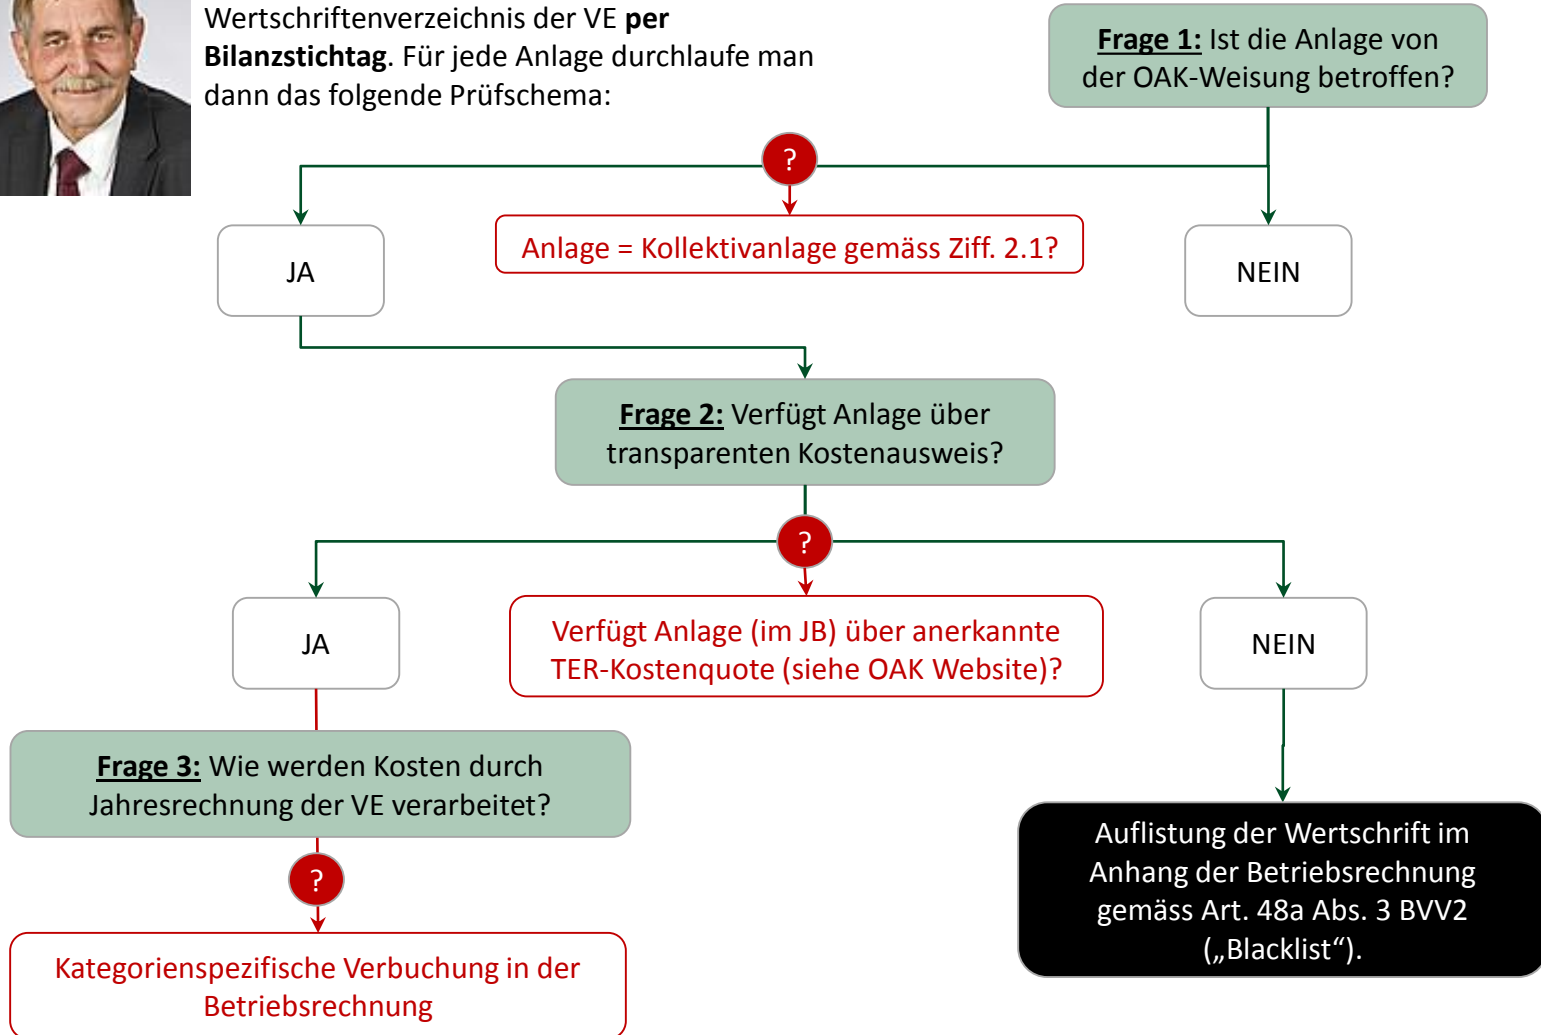 Wertschriftenverzeichnis der VE per
Bilanzstichtag. Für jede Anlage durchlaufe man
dann das folgende Prüfschema:
Frage 1: Ist die Anlage von
der OAK-Weisung betroffen?
?
JA
Anlage = Kollektivanlage gemäss Ziff. 2.1?
NEIN
Frage 2: Verfügt Anlage über
transparenten Kostenausweis?
?
JA
Verfügt Anlage (im JB) über anerkannte
TER-Kostenquote (siehe OAK Website)?
NEIN
Frage 3: Wie werden Kosten durch
Jahresrechnung der VE verarbeitet?
?
Kategorienspezifische Verbuchung in der
Betriebsrechnung
Auflistung der Wertschrift im
Anhang der Betriebsrechnung
gemäss Art. 48a Abs. 3 BVV2
(„Blacklist“).